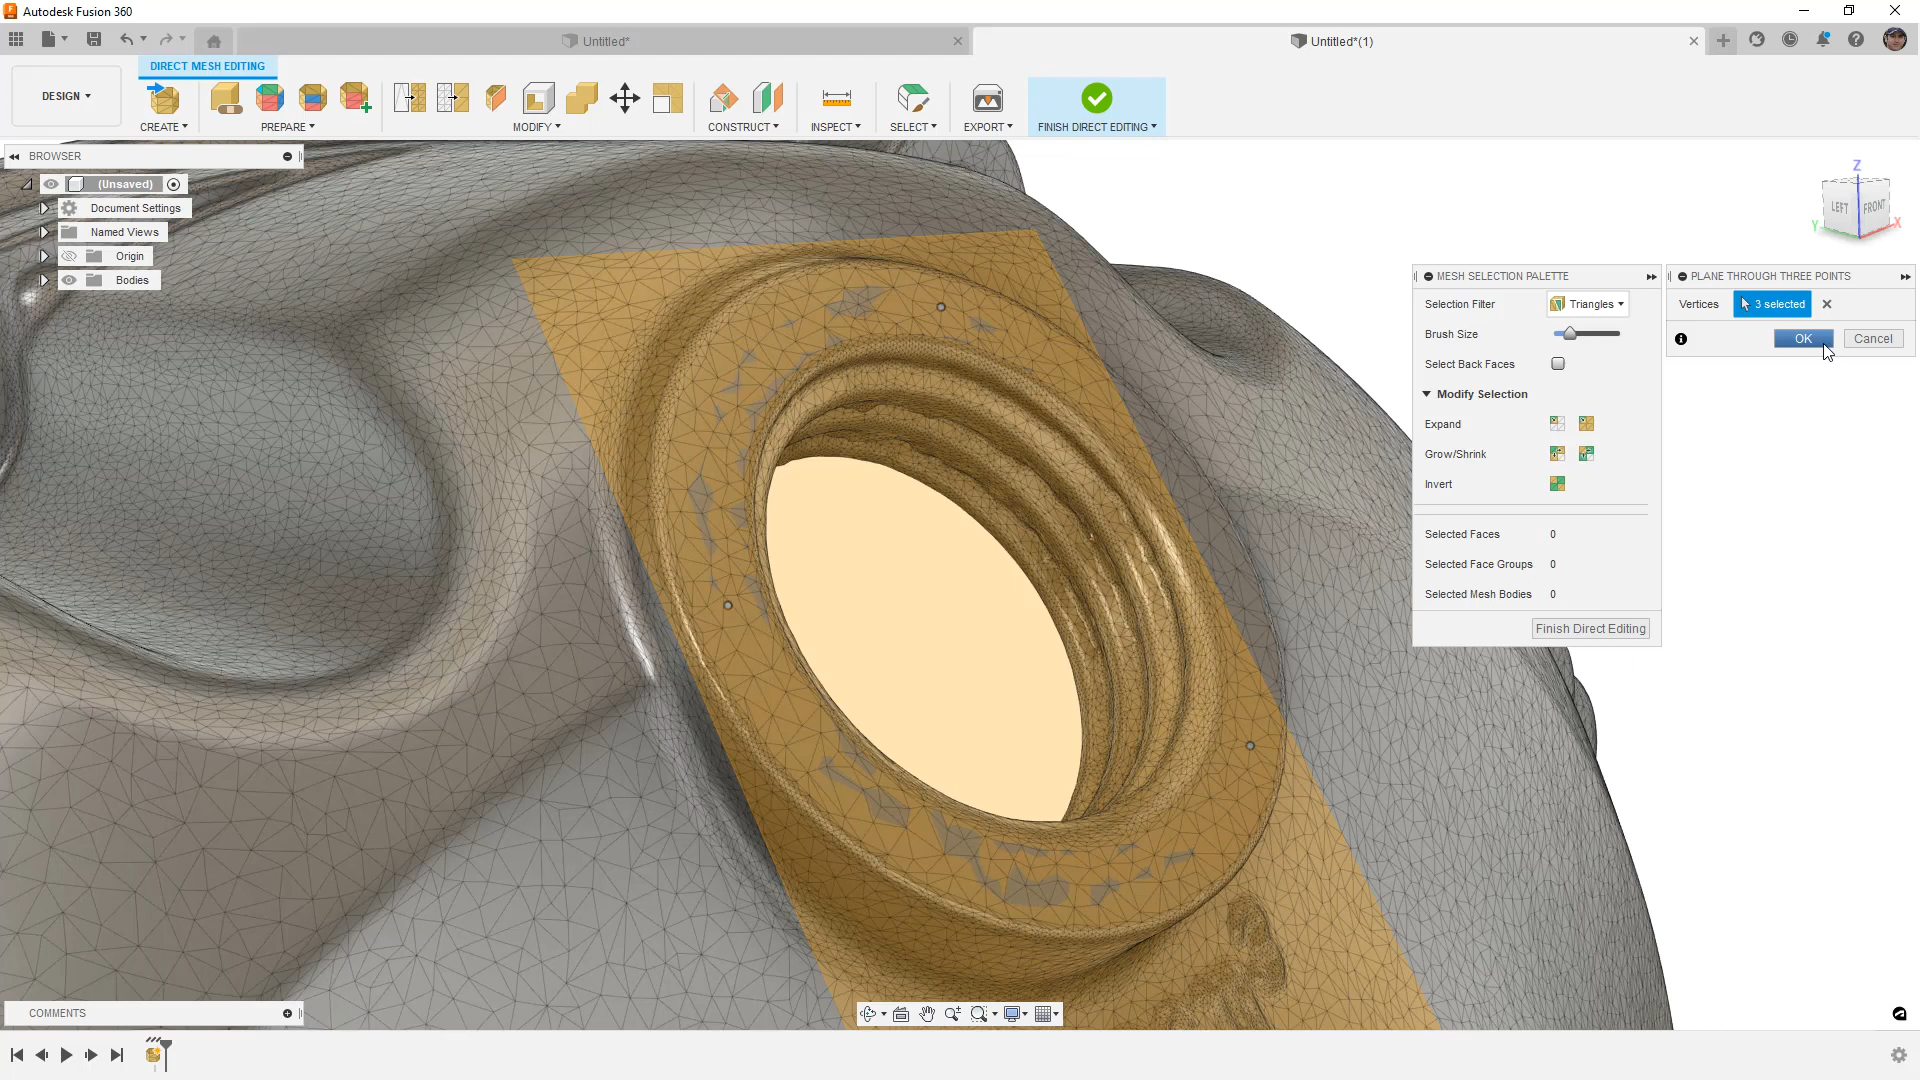 Autodesk Fusion 360
Untitled*
Untitled*(1)
DIRECT MESH EDITING
DESIGN
CREATE
PREPARE
MODIFY
CONSTRUCT
INSPECT
SELECT
EXPORT
FINISH DIRECT EDITING
BROWSER
(Unsaved)
Document Settings
Named Views
Origin
Bodies
Z
LEFT
FRONT
Y
X
MESH SELECTION PALETTE
Selection Filter
Triangles
Brush Size
Select Back Faces
Modify Selection
Expand
Grow/Shrink
Invert
Selected Faces 0
Selected Face Groups 0
Selected Mesh Bodies 0
Finish Direct Editing
PLANE THROUGH THREE POINTS
Vertices
3 selected
OK
Cancel
COMMENTS